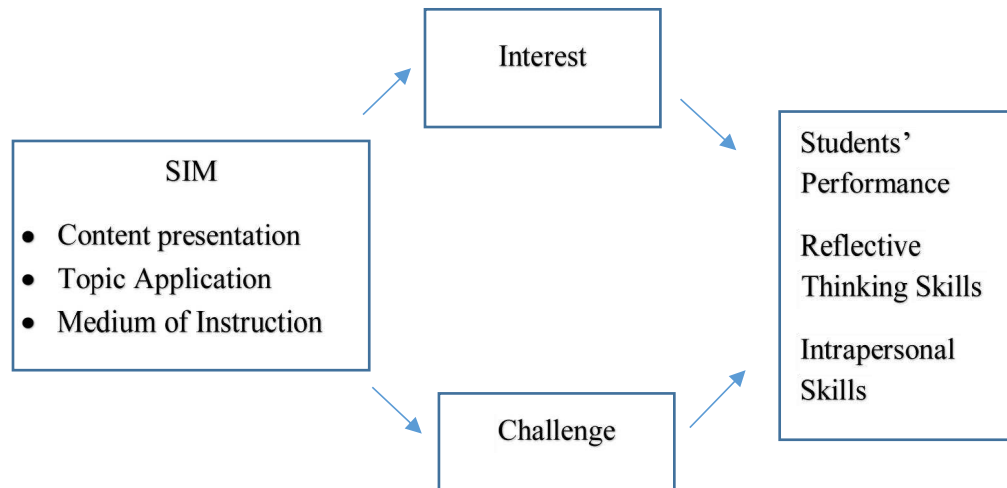 Interest
SIM
• Content presentation
• Topic Application
• Medium of Instruction
Challenge
Students’
Performance
Reflective
Thinking Skills
Intrapersonal
Skills